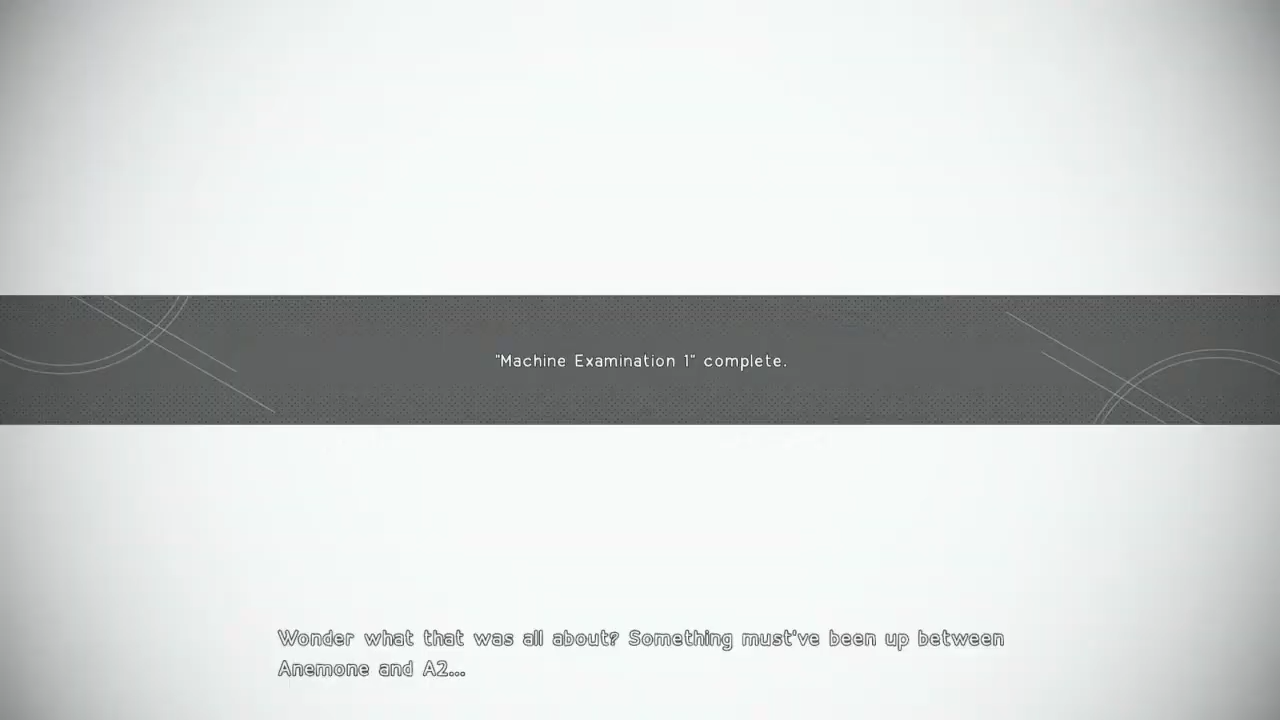 "Machine Examination 1" complete.
Wonder what that was all about? Something must've been up between
Anemone and A2...